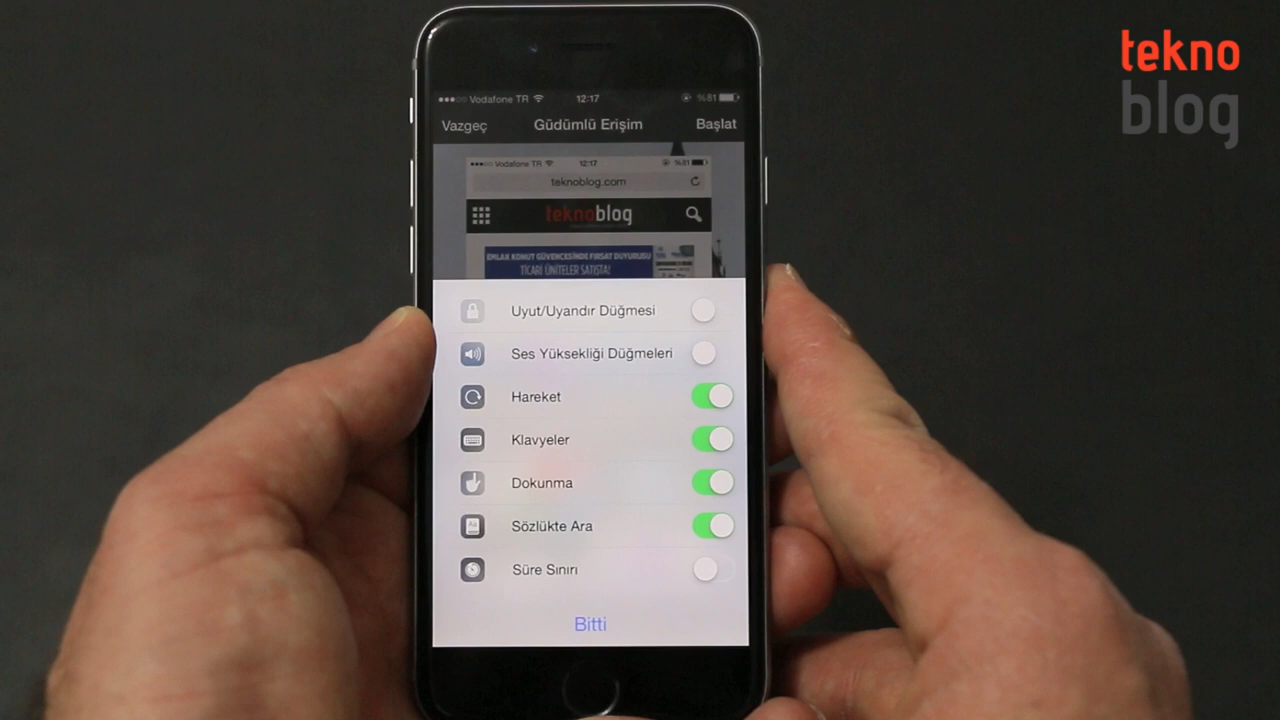 tekno
blog
Vodafone TR 12:17 %81
Vazgeç Güdümlü Erişim Başlat
Vodafone TR 12:17 %81
teknoblog.com
teknoblog
EMLAK KONUT GÜVENCESİNDE FIRSAT DUYURUSU
TİCARİ ÜNİTELER SATIŞTA!
Uyut/Uyandır Düğmesi
Ses Yüksekliği Düğmeleri
Hareket
Klavyeler
Dokunma
Aa
Sözlükte Ara
Süre Sınırı
Bitti